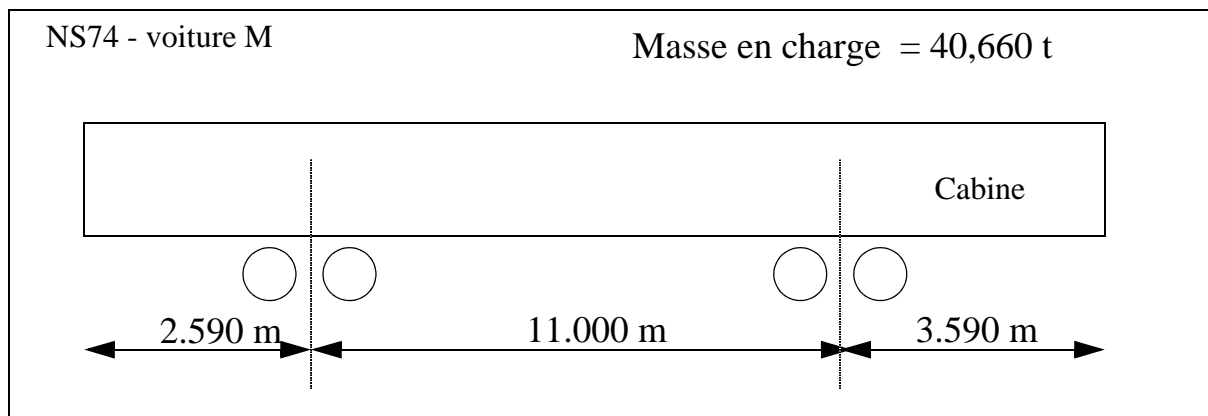 NS74 - voiture M
Masse en charge = 40,660 t
Cabine
2.590 m
11.000 m
3.590 m